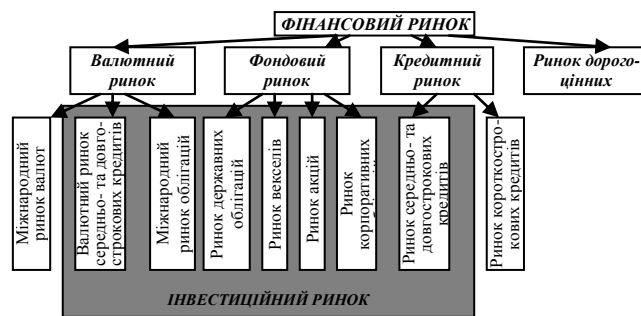 ФІНАНСОВИЙ РИНОК
Валютний
ринок
Фондовий
ринок
Кредитний
ринок
Ринок дорого-
цінних
Міжнародний
ринок валют
Валютний ринок
середньо- та довго-
строкових кредитів
Міжнародний
ринок облігацій
Ринок державних
облігацій
Ринок векселів
Ринок акцій
Ринок
корпоративних
Ринок середньо- та
довгострокових
кредитів
Ринок короткостро-
кових кредитів
ІНВЕСТИЦІЙНИЙ РИНОК